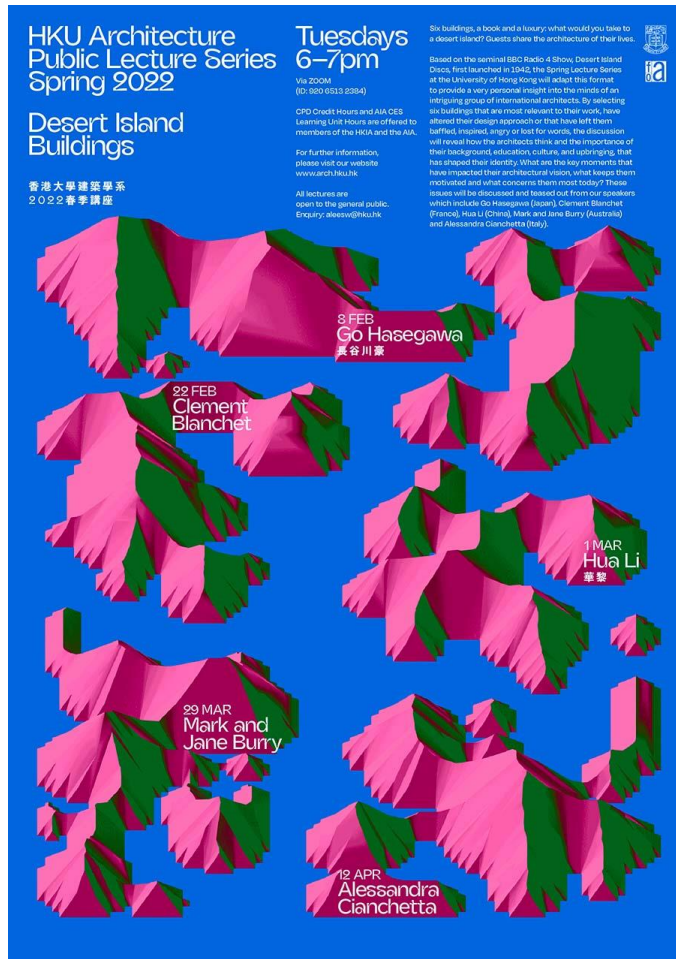 HKU Architecture
Public Lecture Series
Spring 2022
Desert Island
Buildings
香港大學建築學系
2022春季講座
Tuesdays
6–7pm
Via ZOOM
(ID: 920 6513 2384)
CPD Credit Hours and AIA CES
Learning Unit Hours are offered to
members of the HKIA and the AIA.
For further information,
please visit our website
www.arch.hku.hk
All lectures are
open to the general public.
Enquiry: aleesw@hku.hk
Six buildings, a book and a luxury: what would you take to
a desert island? Guests share the architecture of their lives.
Based on the seminal BBC Radio 4 Show, Desert Island
Discs, first launched in 1942, the Spring Lecture Series
at the University of Hong Kong will adapt this format
to provide a very personal insight into the minds of an
intriguing group of international architects. By selecting
six buildings that are most relevant to their work, have
altered their design approach or that have left them
baffled, inspired, angry or lost for words, the discussion
will reveal how the architects think and the importance of
their background, education, culture, and upbringing, that
has shaped their identity. What are the key moments that
have impacted their architectural vision, what keeps them
motivated and what concerns them most today? These
issues will be discussed and teased out from our speakers
which include Go Hasegawa (Japan), Clement Blanchet
(France), Hua Li (China), Mark and Jane Burry (Australia)
and Alessandra Cianchetta (Italy).
8 FEB
Go Hasegawa
長谷川豪
22 FEB
Clement
Blanchet
1 MAR
Hua Li
華黎
29 MAR
Mark and
Jane Burry
12 APR
Alessandra
Cianchetta